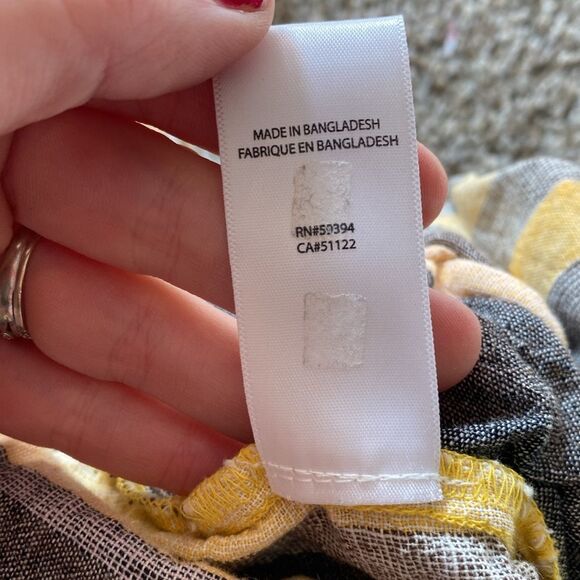 MADE IN BANGLADESH
FABRIQUE EN BANGLADESH
RN#59394
CA#51122